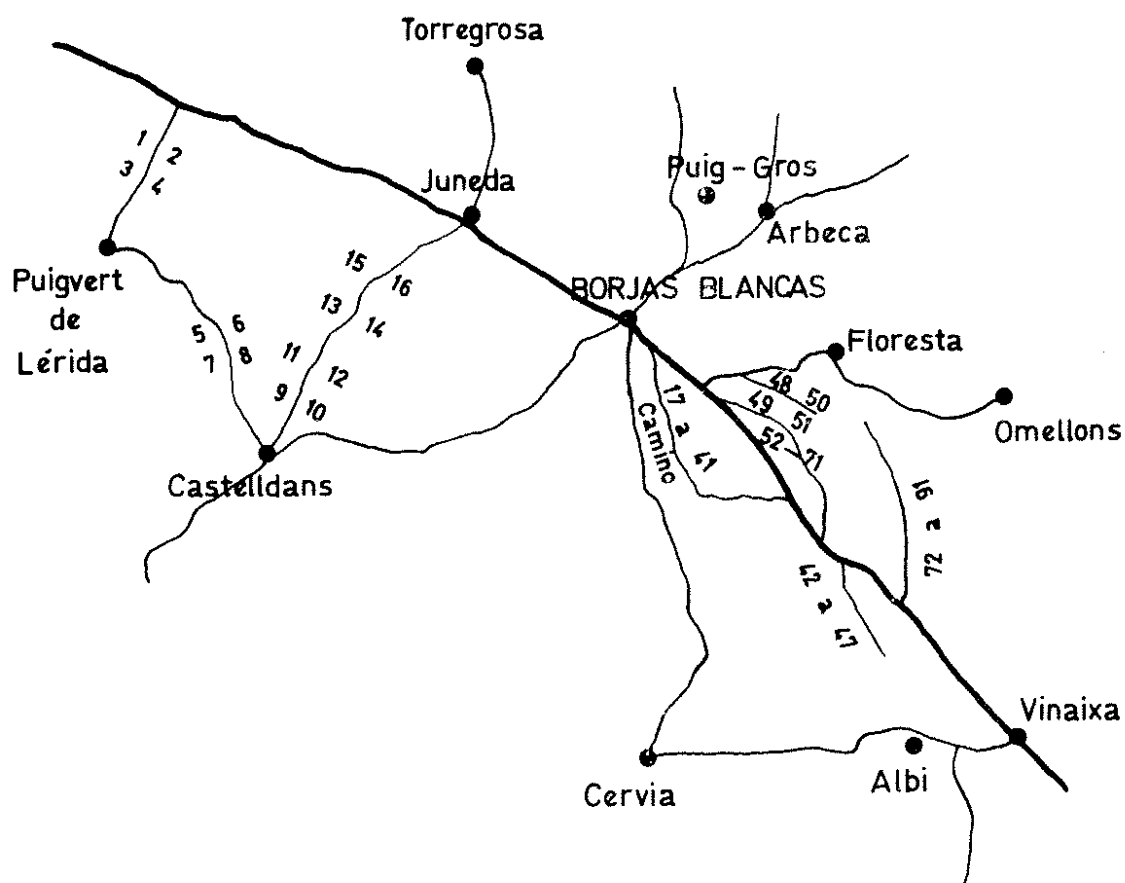 Torregrosa
1 2
3 4
Juneda
Puig-Gros
Arbeca
Puigvert
de
Lérida
15 16
13 14
5 6
7 8
11 12
9 10
BORJAS BLANCAS
Floresta
48 50
49 51
52-71
Omellons
17 a 41
Camino
Castelldans
16 a 72
42 a 47
Vinaixa
Cervia
Albi